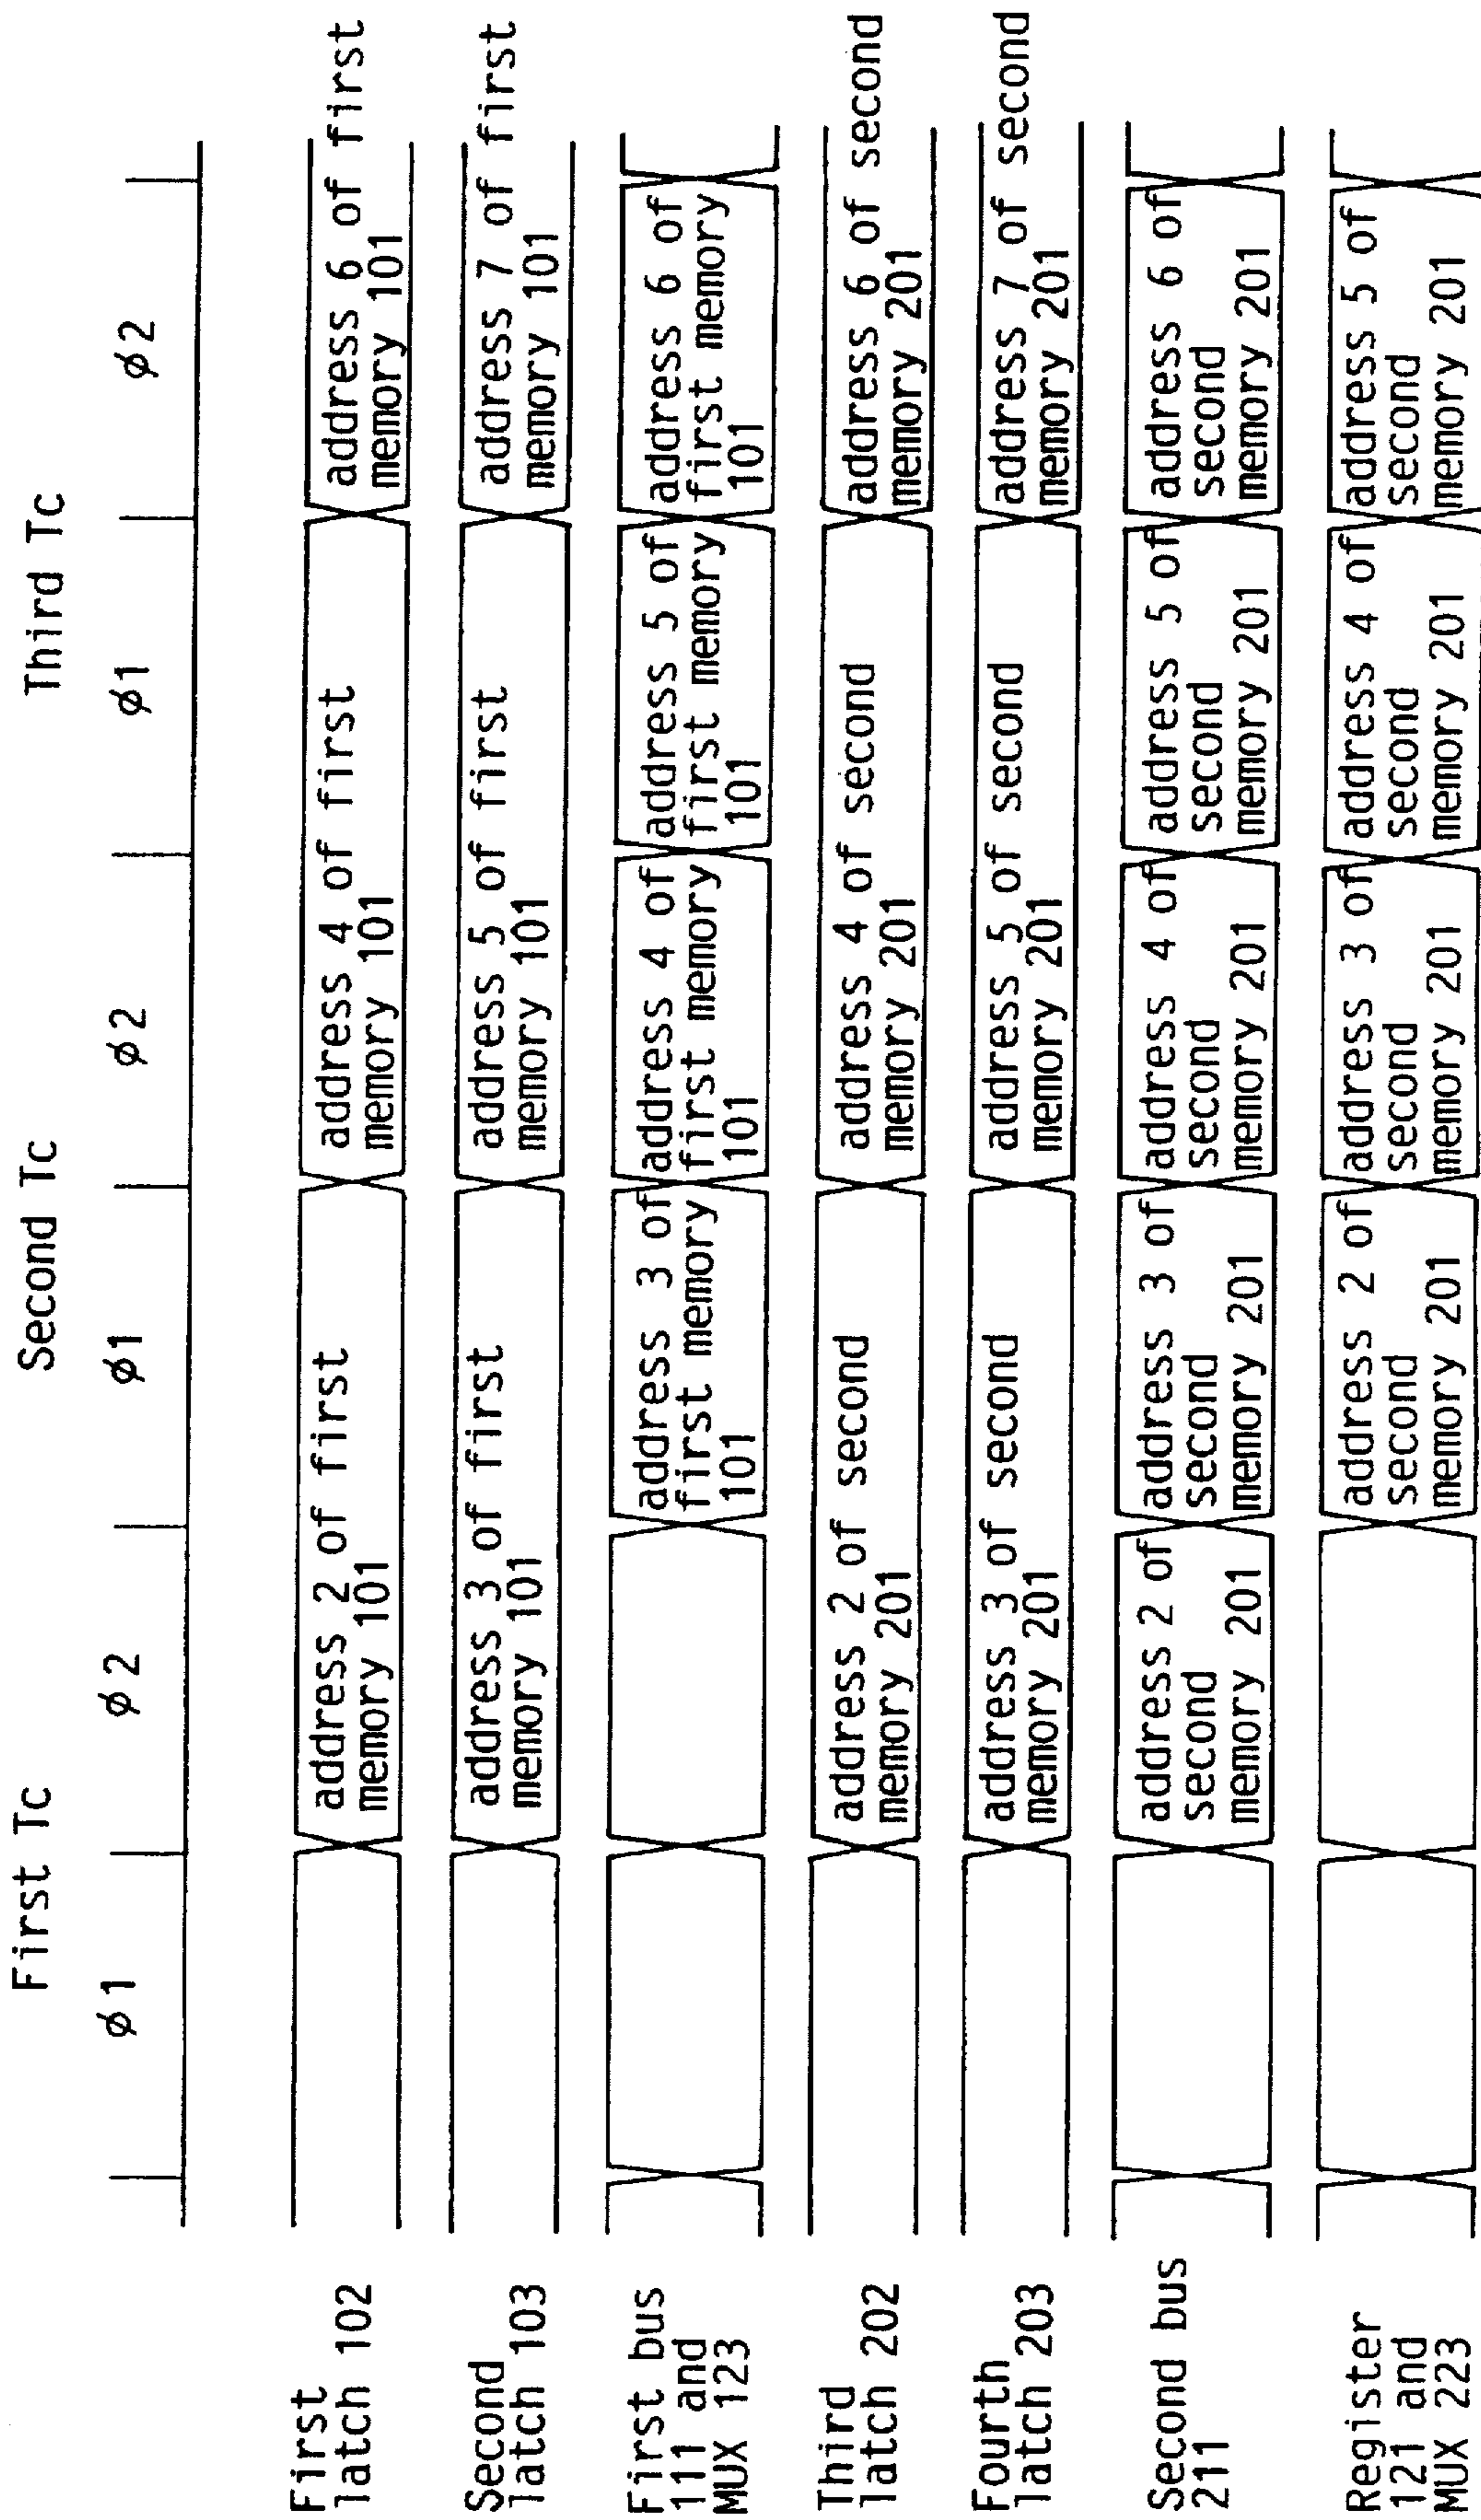 First Tc
Second Tc
Third Tc
ø1
ø2
ø1
ø2
ø1
ø2
First
latch 102
address 2 of first
memory 101
address 4 of first
memory 101
address 6 of first
memory 101
Second
latch 103
address 3 of first
memory 101
address 5 of first
memory 101
address 7 of first
memory 101
First bus
111 and
MUX 123
address 3 of
first memory
101
address 4 of
first memory
101
address 5 of
first memory
101
address 6 of
first memory
101
Third
latch 202
address 2 of second
memory 201
address 4 of second
memory 201
address 6 of second
memory 201
Fourth
latch 203
address 3 of second
memory 201
address 5 of second
memory 201
address 7 of second
memory 201
Second bus
211
address 2 of
second
memory 201
address 3 of
second
memory 201
address 4 of
second
memory 201
address 5 of
second
memory 201
address 6 of
second
memory 201
Register
121 and
MUX 223
address 2 of
second
memory 201
address 3 of
second
memory 201
address 4 of
second
memory 201
address 5 of
second
memory 201